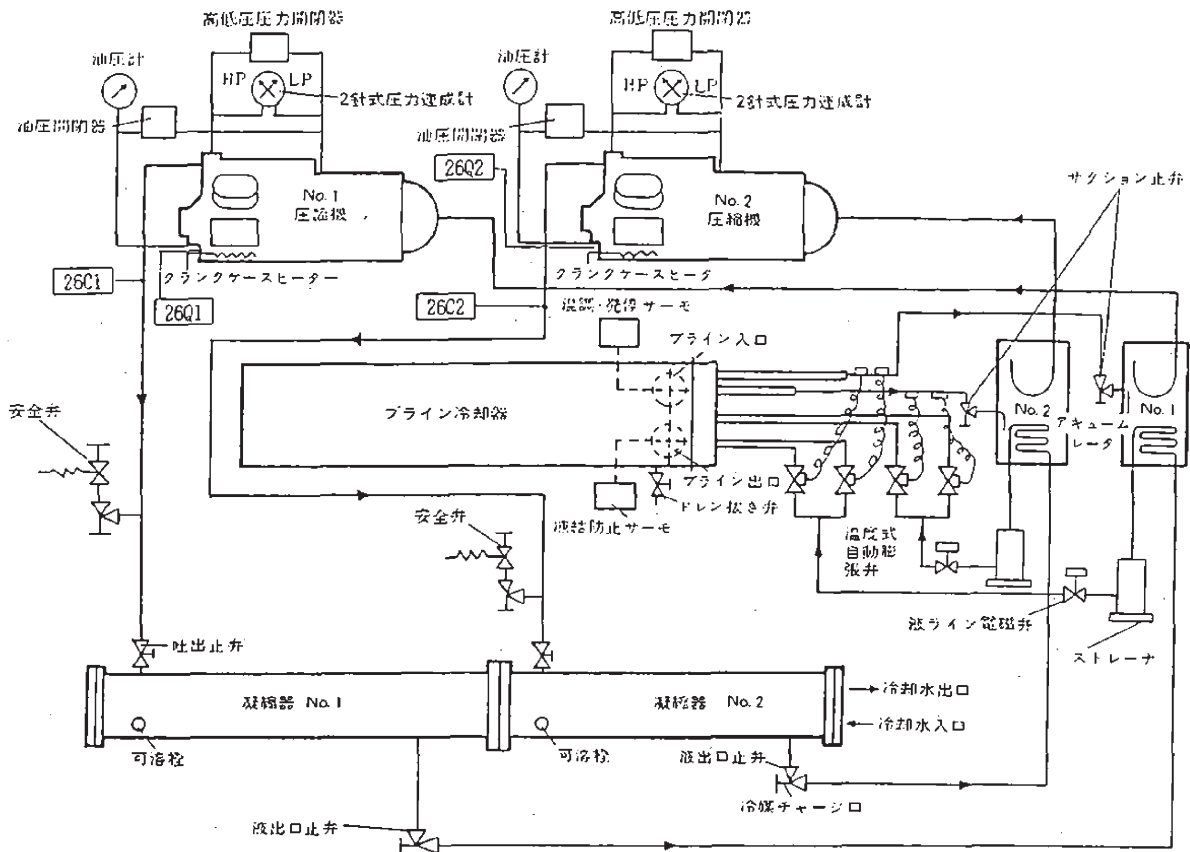 高低圧圧力開閉器
高低圧圧力開閉器
油圧計
HP
LP
2針式圧力連成計
油圧計
HP
LP
2針式圧力連成計
油圧開閉器
油圧開閉器
26Q2
サクション止弁
No.1
圧縮機
No.2
圧縮機
クランクケースヒーター
クランクケースヒータ
26C1
26Q1
26C2
温調・発停サーモ
ブライン入口
ブライン冷却器
No.2
No.1
アキューム
レータ
安全弁
ブライン出口
ドレン抜き弁
凍結防止サーモ
安全弁
温度式
自動膨
張弁
液ライン電磁弁
ストレーナ
吐出止弁
凝縮器 No.1
凝縮器 No.2
冷却水出口
冷却水入口
可溶栓
可溶栓
液出口止弁
冷媒チャージ口
液出口止弁